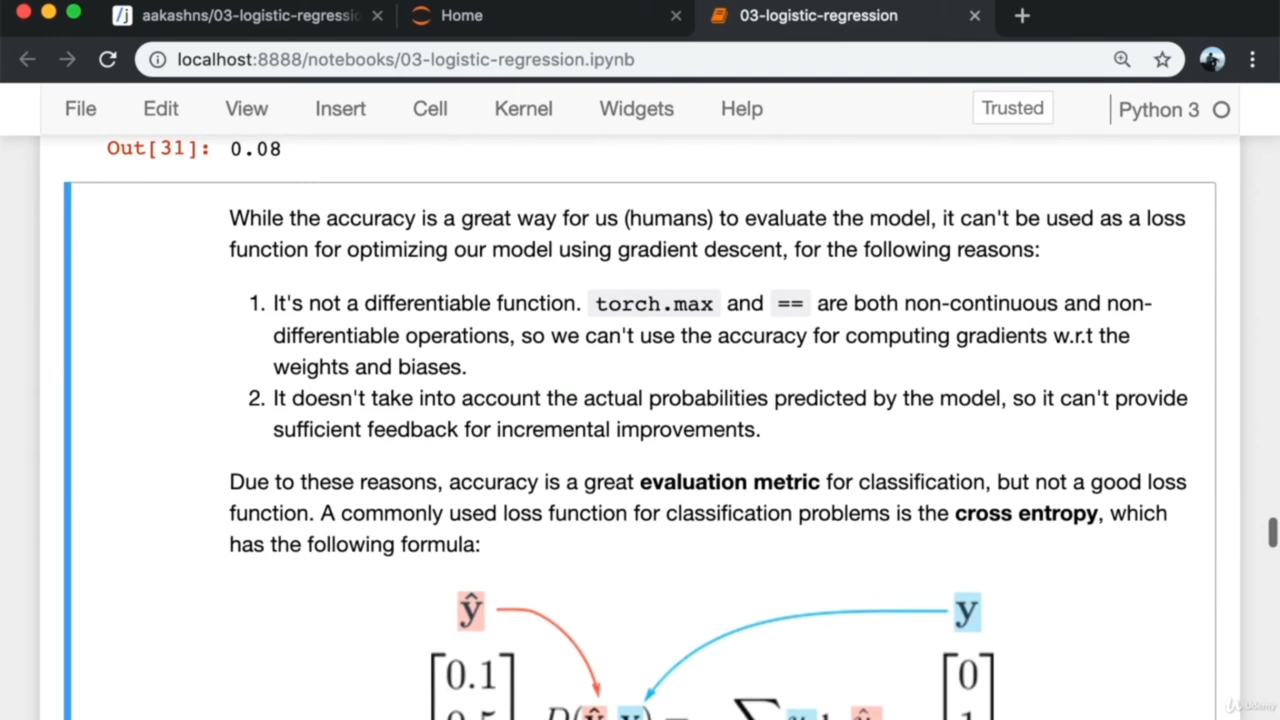 aakashns/03-logistic-regressio
Home
03-logistic-regression
localhost:8888/notebooks/03-logistic-regression.ipynb
File Edit View Insert Cell Kernel Widgets Help Trusted Python 3
Out[31]: 0.08
While the accuracy is a great way for us (humans) to evaluate the model, it can't be used as a loss
function for optimizing our model using gradient descent, for the following reasons:
1. It's not a differentiable function. torch.max and == are both non-continuous and non-
differentiable operations, so we can't use the accuracy for computing gradients w.r.t the
weights and biases.
2. It doesn't take into account the actual probabilities predicted by the model, so it can't provide
sufficient feedback for incremental improvements.
Due to these reasons, accuracy is a great evaluation metric for classification, but not a good loss
function. A commonly used loss function for classification problems is the cross entropy, which
has the following formula:
ŷ y
0.1 0
Udemy